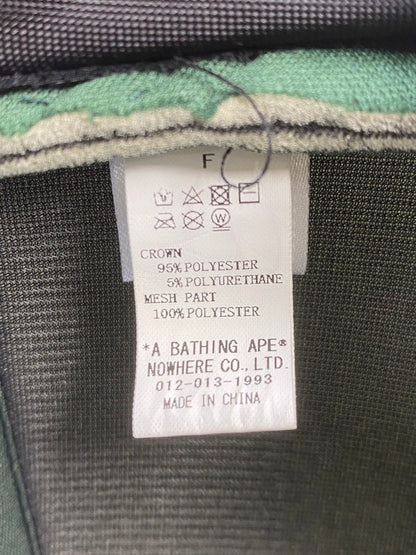 F
W
CROWN
95%POLYESTER
5%POLYURETHANE
MESH PART
100%POLYESTER
*A BATHING APE®
NOWHERE CO.,LTD.
012-013-1993
MADE IN CHINA